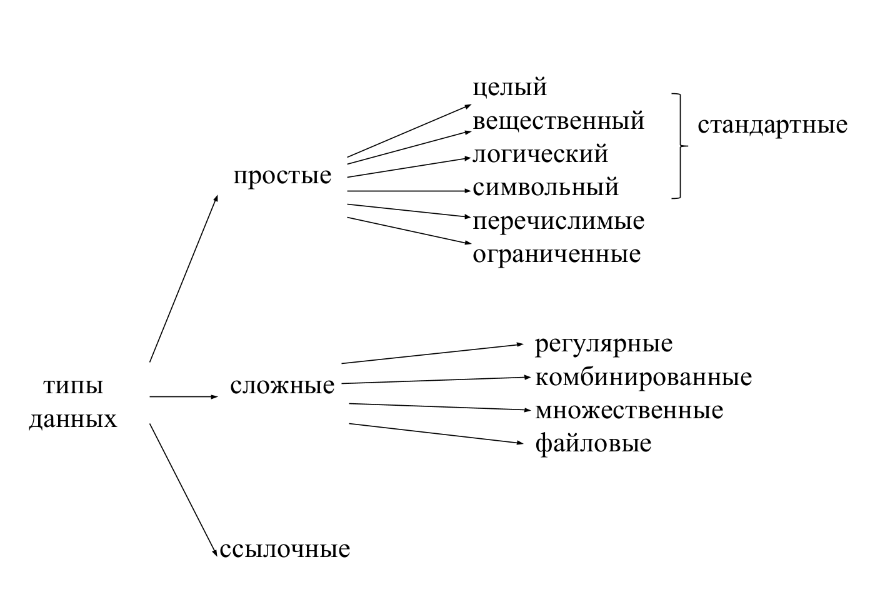 типы
данных
простые
целый
вещественный
логический
символьный
перечислимые
ограниченные
стандартные
сложные
регулярные
комбинированные
множественные
файловые
ссылочные